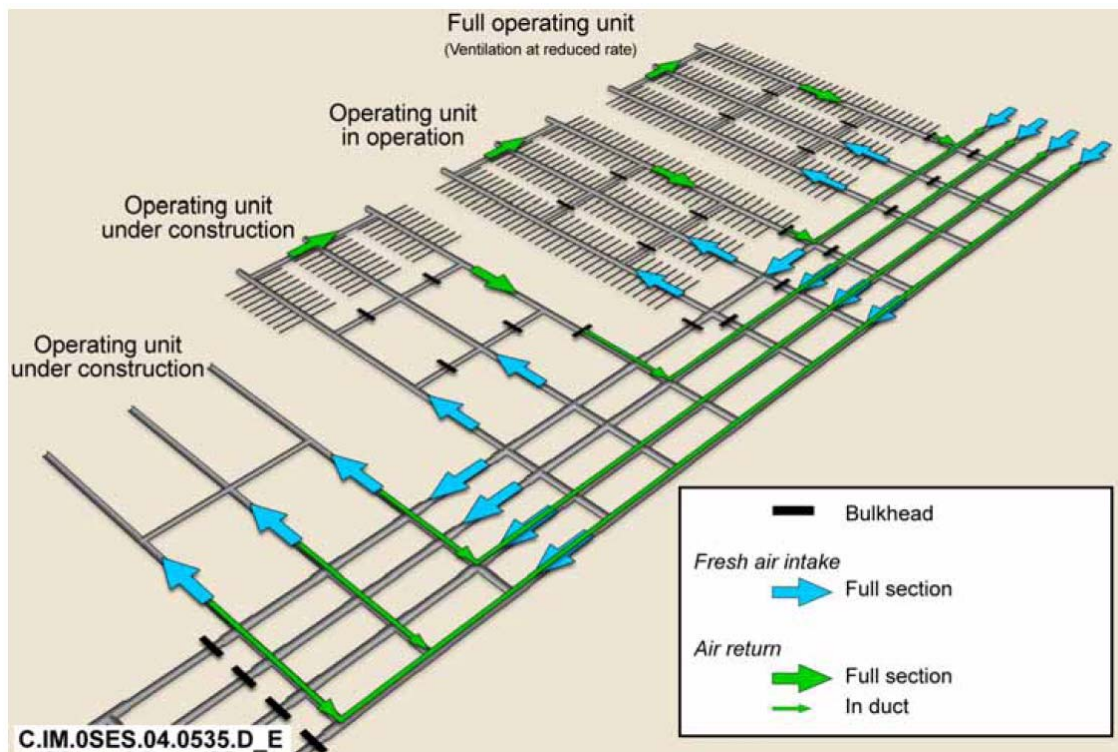 Full operating unit
(Ventilation at reduced rate)
Operating unit
in operation
Operating unit
under construction
Operating unit
under construction
Bulkhead
Fresh air intake
Full section
Air return
Full section
In duct
C.IM.0SES.04.0535.D_E